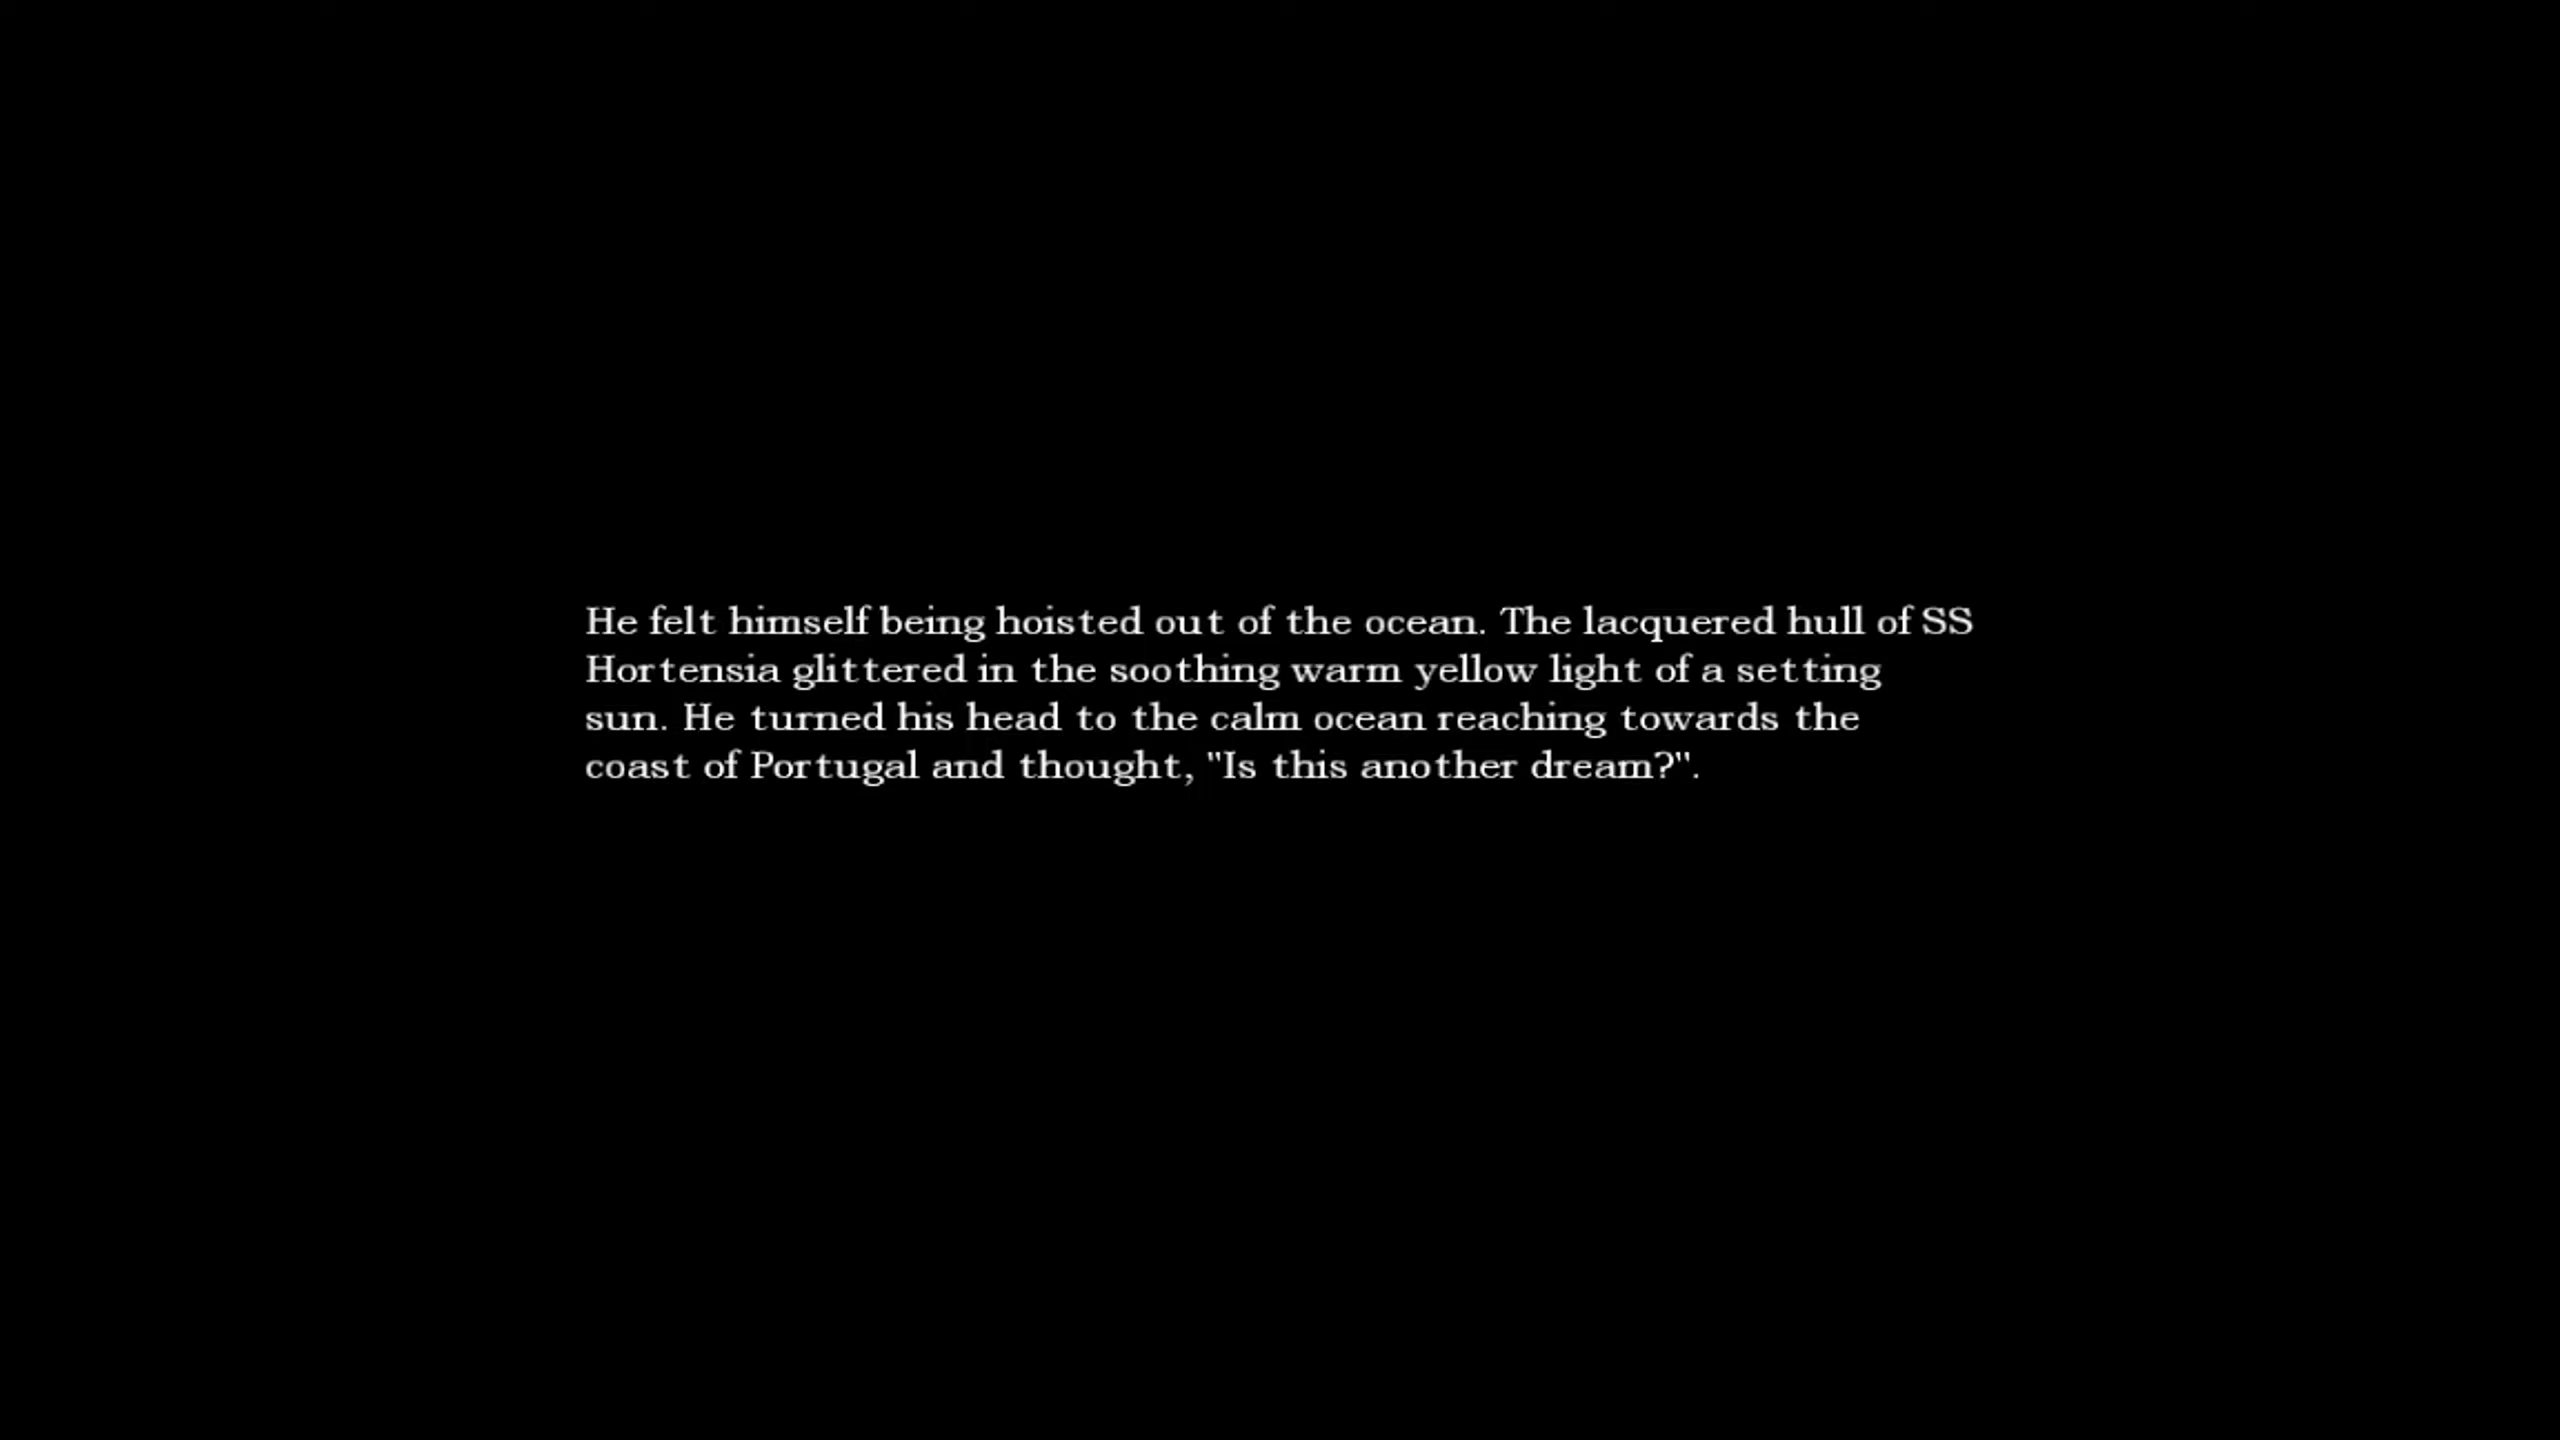 He felt himself being hoisted out of the ocean. The lacquered hull of SS
Hortensia glittered in the soothing warm yellow light of a setting
sun. He turned his head to the calm ocean reaching towards the
coast of Portugal and thought, "Is this another dream?".